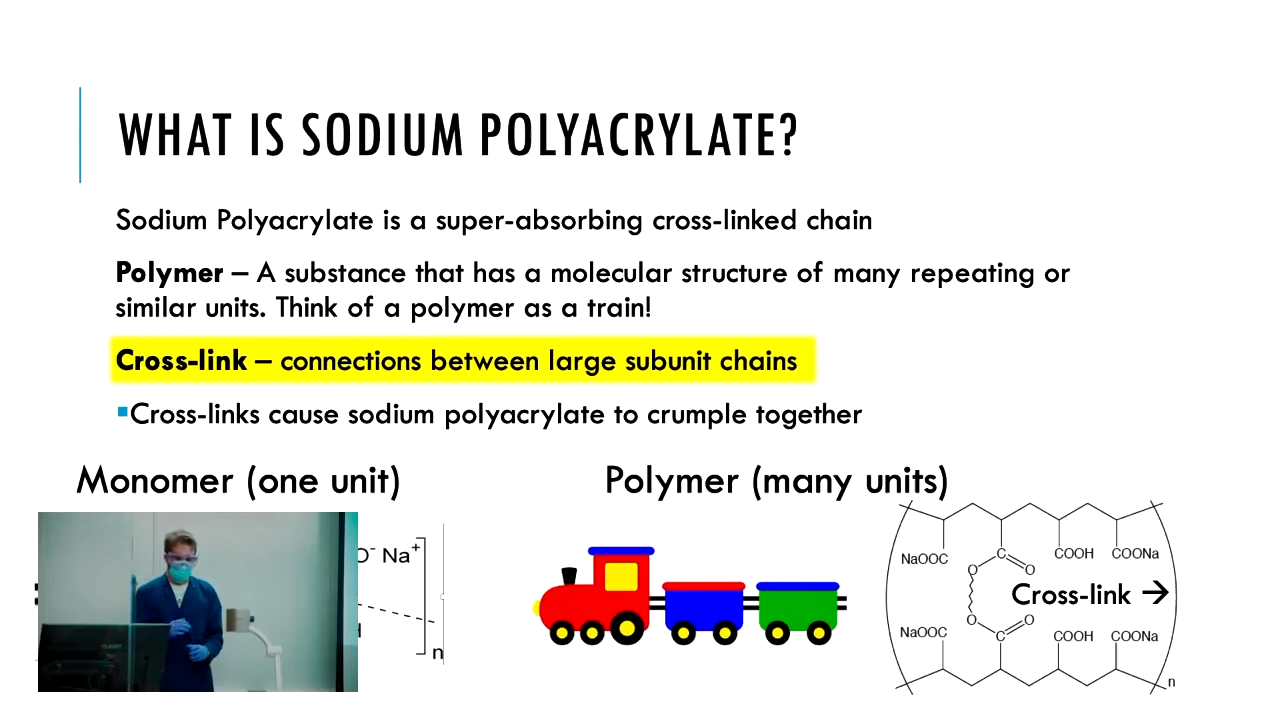 WHAT IS SODIUM POLYACRYLATE?
Sodium Polyacrylate is a super-absorbing cross-linked chain
Polymer – A substance that has a molecular structure of many repeating or
similar units. Think of a polymer as a train!
Cross-link – connections between large subunit chains
▪Cross-links cause sodium polyacrylate to crumple together
Monomer (one unit)
Polymer (many units)
O⁻ Na⁺
n
NaOOC
C
O
O
COOH
COONa
Cross-link →
NaOOC
O
C
O
COOH
COONa
n